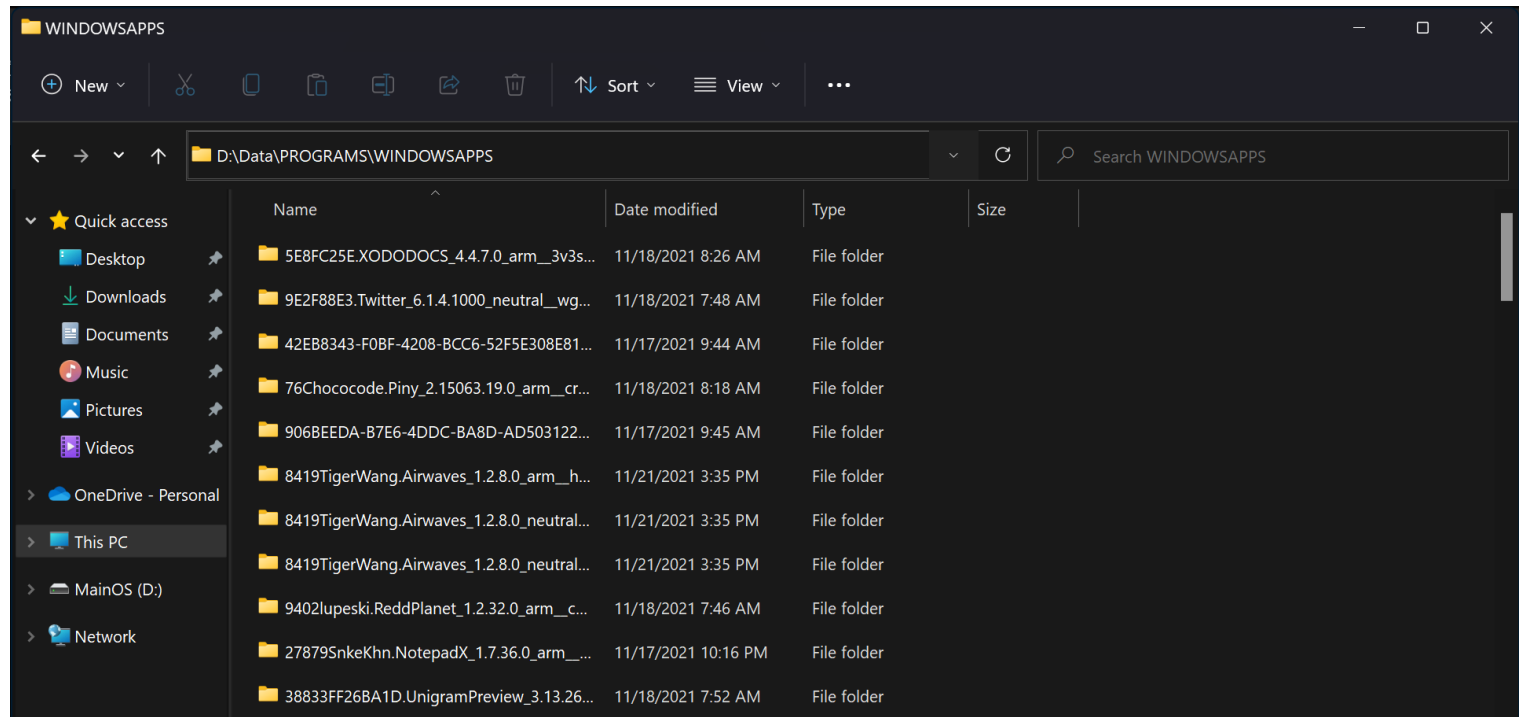 WINDOWSAPPS
New
Sort
View
D:\Data\PROGRAMS\WINDOWSAPPS
Search WINDOWSAPPS
Quick access
Desktop
Downloads
Documents
Music
Pictures
Videos
OneDrive - Personal
This PC
MainOS (D:)
Network
Name Date modified Type Size
5E8FC25E.XODODOCS_4.4.7.0_arm__3v3s... 11/18/2021 8:26 AM File folder
9E2F88E3.Twitter_6.1.4.1000_neutral__wg... 11/18/2021 7:48 AM File folder
42EB8343-F0BF-4208-BCC6-52F5E308E81... 11/17/2021 9:44 AM File folder
76Chococode.Piny_2.15063.19.0_arm__cr... 11/18/2021 8:18 AM File folder
906BEEDA-B7E6-4DDC-BA8D-AD503122... 11/17/2021 9:45 AM File folder
8419TigerWang.Airwaves_1.2.8.0_arm__h... 11/21/2021 3:35 PM File folder
8419TigerWang.Airwaves_1.2.8.0_neutral... 11/21/2021 3:35 PM File folder
8419TigerWang.Airwaves_1.2.8.0_neutral... 11/21/2021 3:35 PM File folder
9402lupeski.ReddPlanet_1.2.32.0_arm__c... 11/18/2021 7:46 AM File folder
27879SnkeKhn.NotepadX_1.7.36.0_arm__... 11/17/2021 10:16 PM File folder
38833FF26BA1D.UnigramPreview_3.13.26... 11/18/2021 7:52 AM File folder